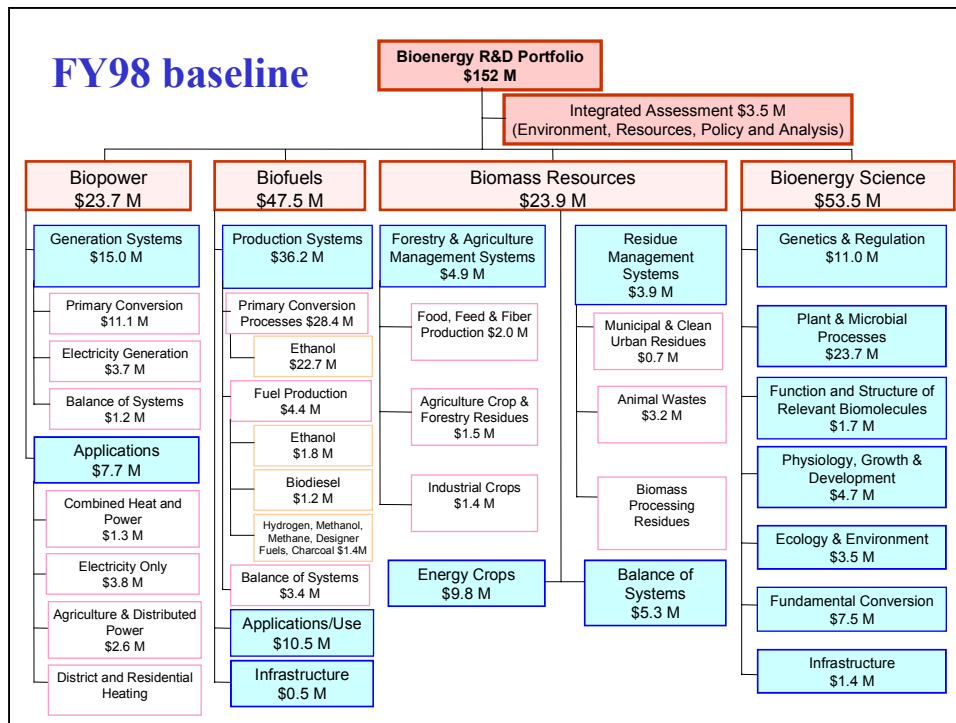 FY98 baseline
Bioenergy R&D Portfolio
$152 M
Integrated Assessment $3.5 M
(Environment, Resources, Policy and Analysis)
Biopower
$23.7 M
Generation Systems
$15.0 M
Primary Conversion
$11.1 M
Electricity Generation
$3.7 M
Balance of Systems
$1.2 M
Applications
$7.7 M
Combined Heat and
Power
$1.3 M
Electricity Only
$3.8 M
Agriculture & Distributed
Power
$2.6 M
District and Residential
Heating
Biofuels
$47.5 M
Production Systems
$36.2 M
Primary Conversion
Processes $28.4 M
Ethanol
$22.7 M
Fuel Production
$4.4 M
Ethanol
$1.8 M
Biodiesel
$1.2 M
Hydrogen, Methanol,
Methane, Designer
Fuels, Charcoal $1.4M
Balance of Systems
$3.4 M
Applications/Use
$10.5 M
Infrastructure
$0.5 M
Biomass Resources
$23.9 M
Forestry & Agriculture
Management Systems
$4.9 M
Food, Feed & Fiber
Production $2.0 M
Agriculture Crop &
Forestry Residues
$1.5 M
Industrial Crops
$1.4 M
Energy Crops
$9.8 M
Residue
Management
Systems
$3.9 M
Municipal & Clean
Urban Residues
$0.7 M
Animal Wastes
$3.2 M
Biomass
Processing
Residues
Balance of
Systems
$5.3 M
Bioenergy Science
$53.5 M
Genetics & Regulation
$11.0 M
Plant & Microbial
Processes
$23.7 M
Function and Structure of
Relevant Biomolecules
$1.7 M
Physiology, Growth &
Development
$4.7 M
Ecology & Environment
$3.5 M
Fundamental Conversion
$7.5 M
Infrastructure
$1.4 M